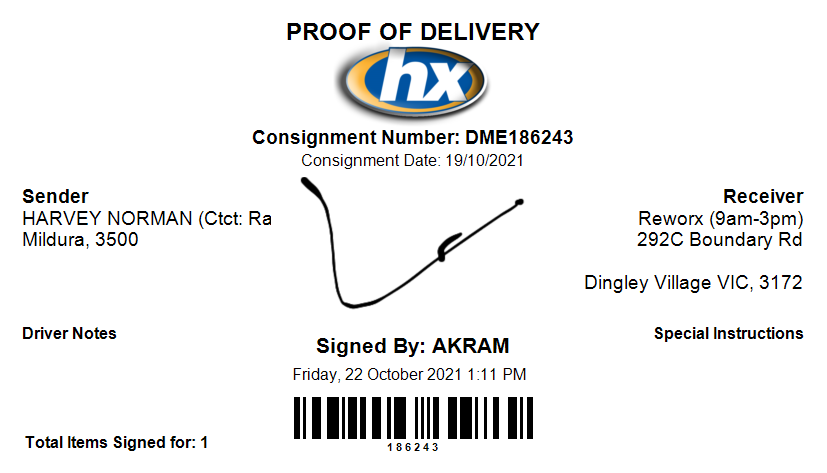 PROOF OF DELIVERY
hx
Consignment Number: DME186243
Consignment Date: 19/10/2021
Sender
HARVEY NORMAN (Ctct: Ra
Mildura, 3500
Receiver
Reworx (9am-3pm)
292C Boundary Rd
Dingley Village VIC, 3172
Driver Notes
Special Instructions
Signed By: AKRAM
Friday, 22 October 2021 1:11 PM
186243
Total Items Signed for: 1